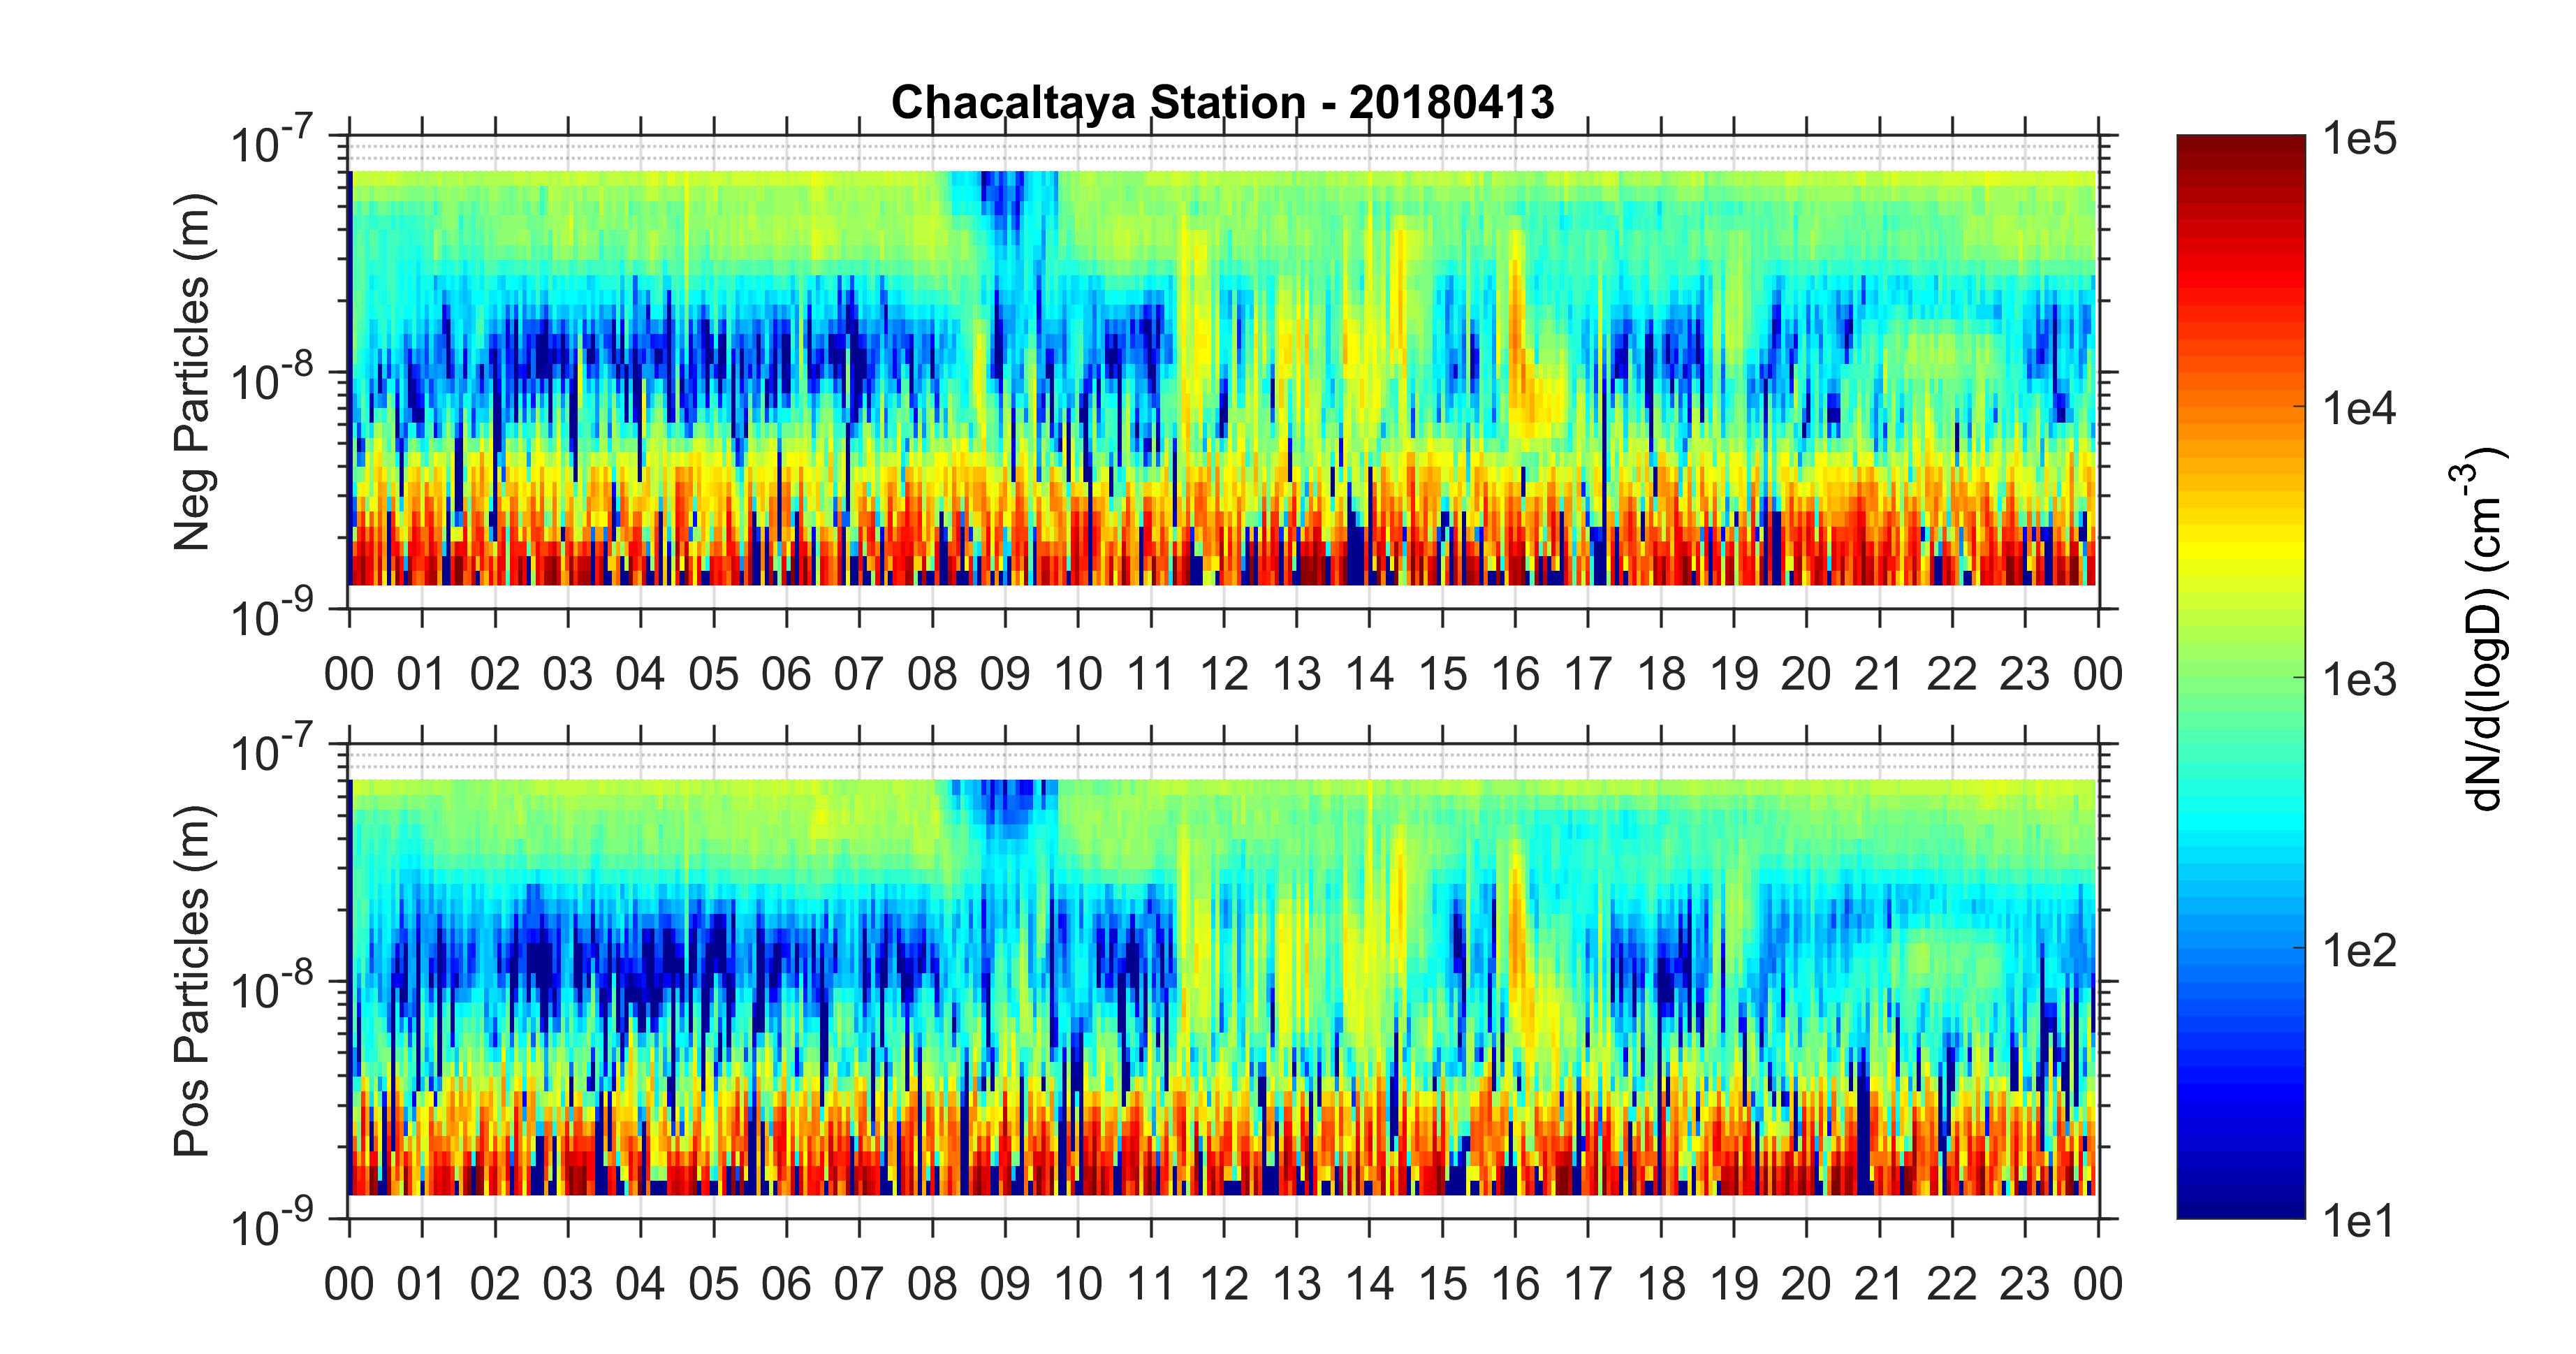 Chacaltaya Station - 20180413
Neg Particles (m)
10-7
10-8
10-9
00 01 02 03 04 05 06 07 08 09 10 11 12 13 14 15 16 17 18 19 20 21 22 23 00
Pos Particles (m)
10-7
10-8
10-9
00 01 02 03 04 05 06 07 08 09 10 11 12 13 14 15 16 17 18 19 20 21 22 23 00
1e5
1e4
1e3
1e2
1e1
dN/d(logD) (cm-3)